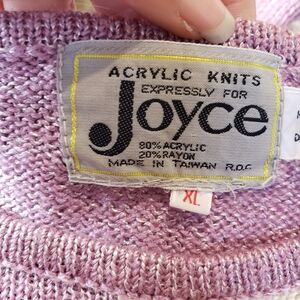 ACRYLIC KNITS
EXPRESSLY FOR
Joyce
80% ACRYLIC
20% RAYON
MADE IN TAIWAN R.O.C
XL